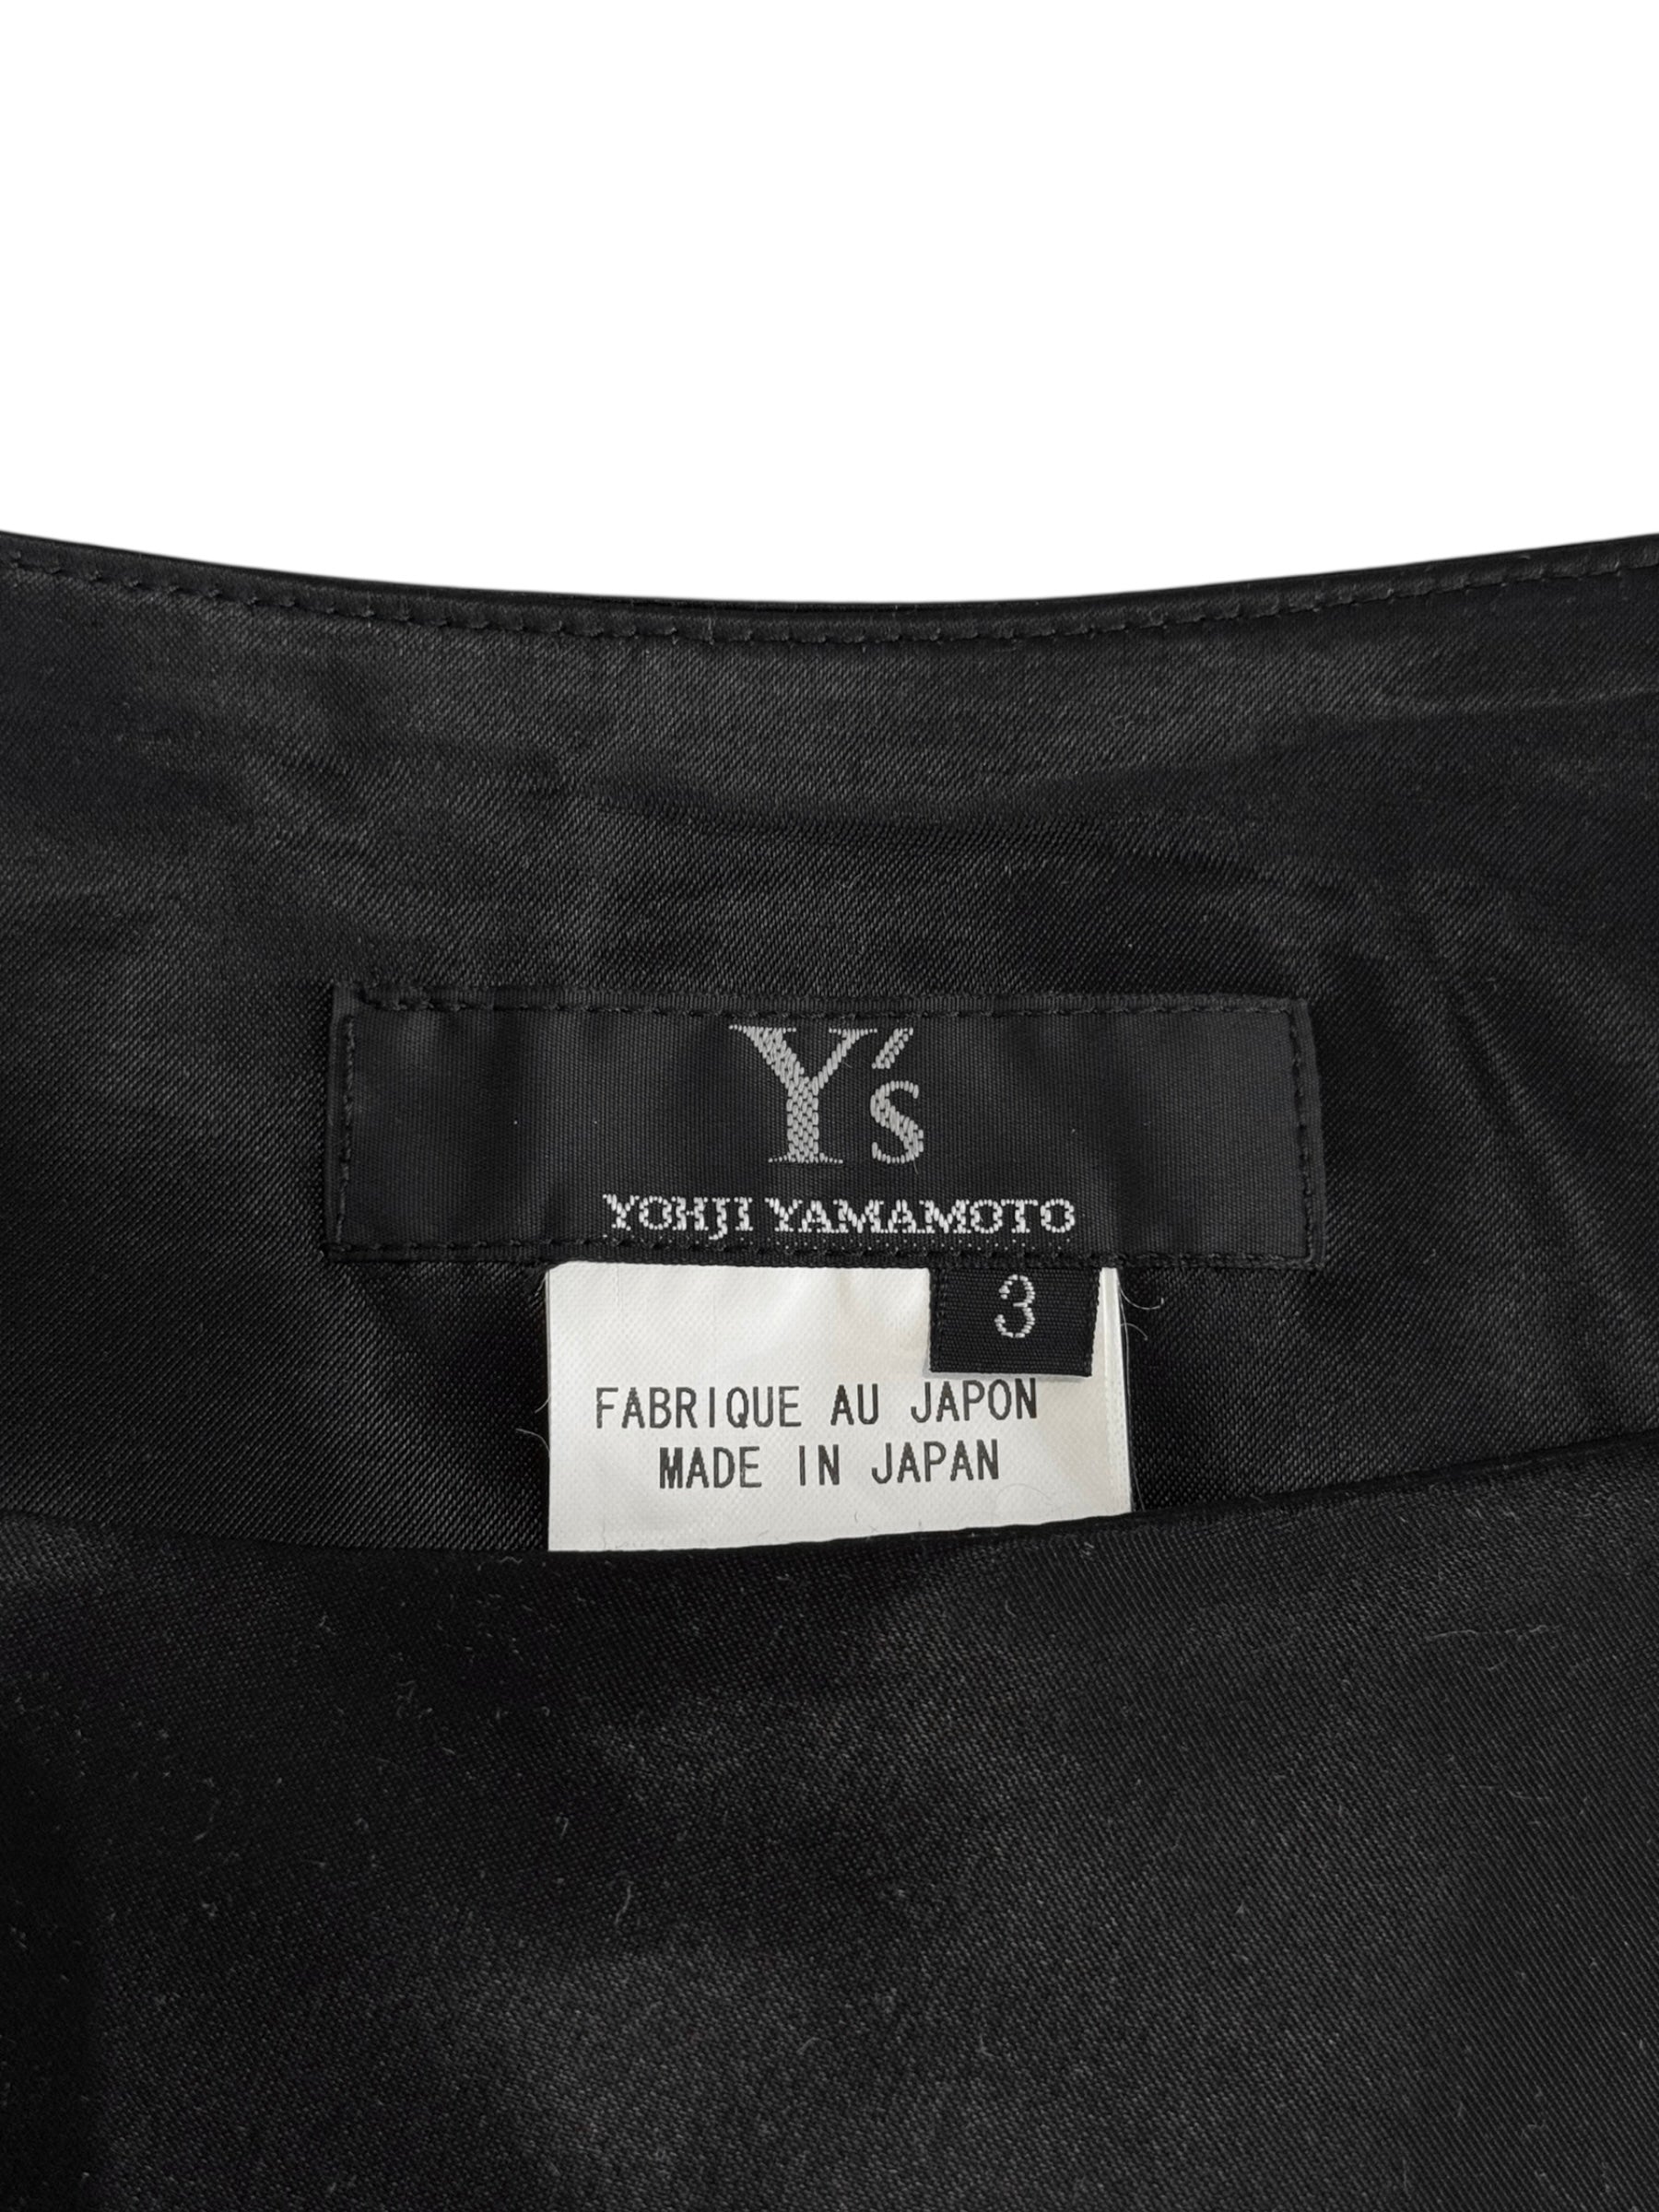 Y's
YOHJI YAMAMOTO
3
FABRIQUE AU JAPON
MADE IN JAPAN